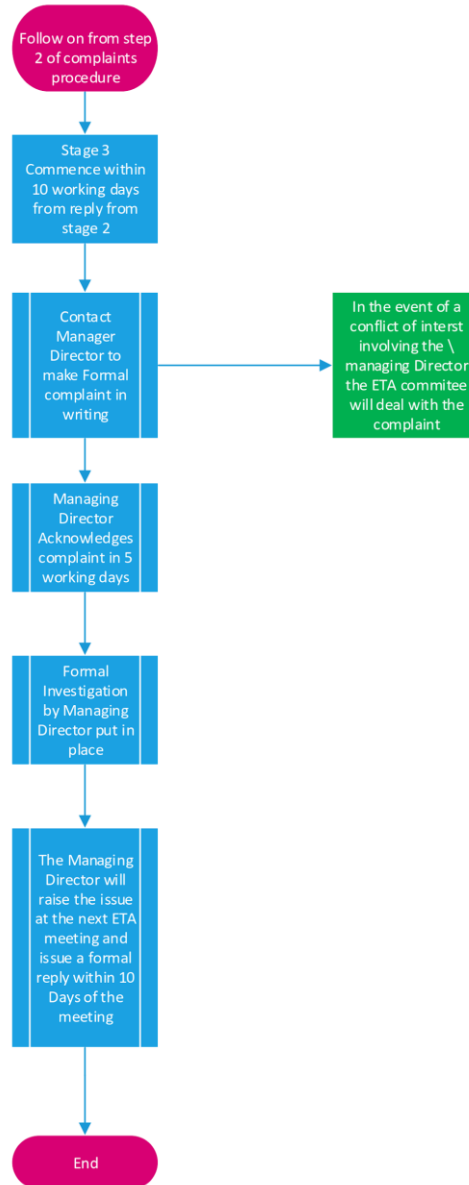 Follow on from step
2 of complaints
procedure
Stage 3
Commence within
10 working days
from reply from
stage 2
Contact
Manager
Director to
make Formal
complaint in
writing
In the event of a
conflict of interst
involving the \
managing Director
the ETA commitee
will deal with the
complaint
Managing
Director
Acknowledges
complaint in 5
working days
Formal
Investigation
by Managing
Director put in
place
The Managing
Director will
raise the issue
at the next ETA
meeting and
issue a formal
reply within 10
Days of the
meeting
End